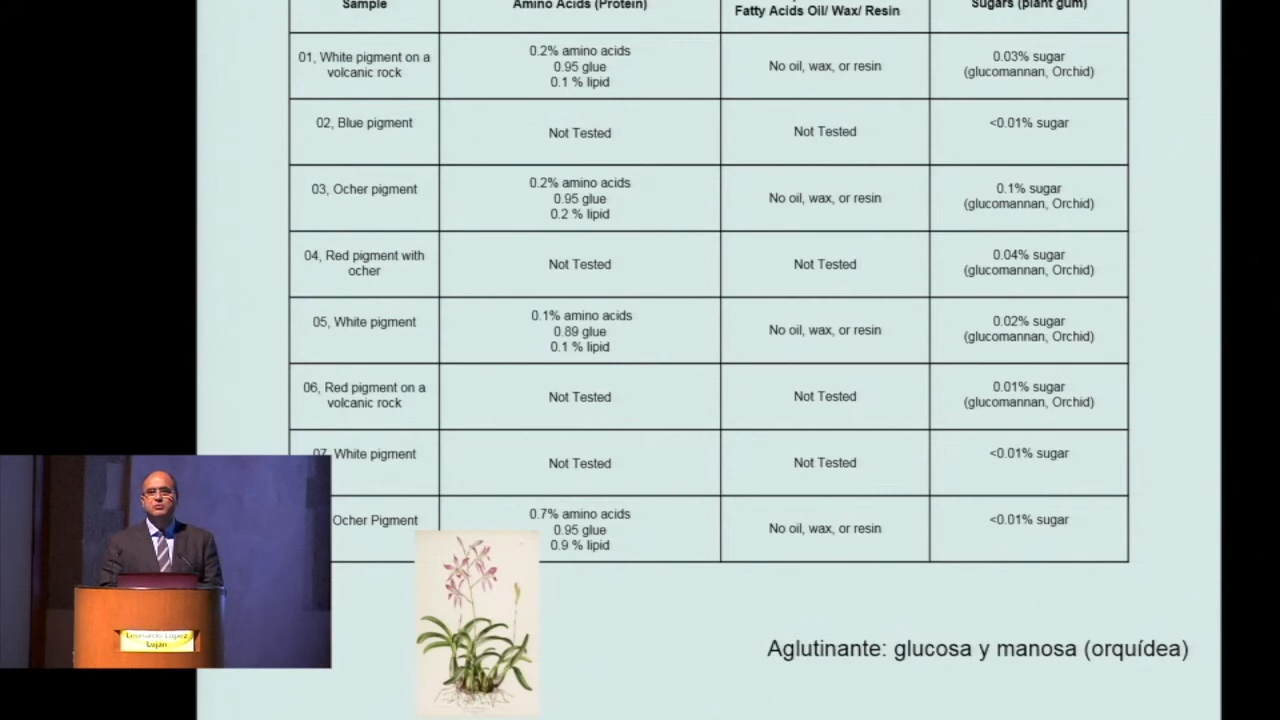 Sample
Amino Acids (Protein)
Fatty Acids Oil/ Wax/ Resin
Sugars (plant gum)
01, White pigment on a
volcanic rock
0.2% amino acids
0.95 glue
0.1 % lipid
No oil, wax, or resin
0.03% sugar
(glucomannan, Orchid)
02, Blue pigment
Not Tested
Not Tested
<0.01% sugar
03, Ocher pigment
0.2% amino acids
0.95 glue
0.2 % lipid
No oil, wax, or resin
0.1% sugar
(glucomannan, Orchid)
04, Red pigment with
ocher
Not Tested
Not Tested
0.04% sugar
(glucomannan, Orchid)
05, White pigment
0.1% amino acids
0.89 glue
0.1 % lipid
No oil, wax, or resin
0.02% sugar
(glucomannan, Orchid)
06, Red pigment on a
volcanic rock
Not Tested
Not Tested
0.01% sugar
(glucomannan, Orchid)
07, White pigment
Not Tested
Not Tested
<0.01% sugar
Ocher Pigment
0.7% amino acids
0.95 glue
0.9 % lipid
No oil, wax, or resin
<0.01% sugar
Aglutinante: glucosa y manosa (orquídea)
Leonardo López
Luján